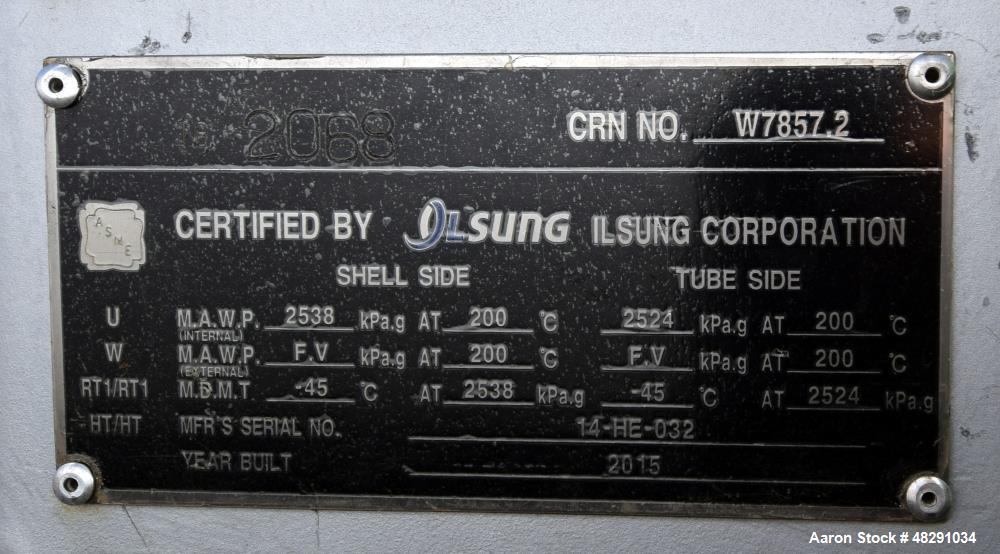 2068 CRN NO. W7857.2
ASME CERTIFIED BY ILSUNG ILSUNG CORPORATION
SHELL SIDE TUBE SIDE
U M.A.W.P. 2538 kPa.g AT 200 °C 2524 kPa.g AT 200 °C
(INTERNAL)
W M.A.W.P. F.V kPa.g AT 200 °C F.V kPa.g AT 200 °C
(EXTERNAL)
RT1/RT1 M.D.M.T -45 °C AT 2538 kPa.g -45 °C AT 2524 kPa.g
HT/HT MFR'S SERIAL NO. 14-HE-032
YEAR BUILT 2015
Aaron Stock # 48291034